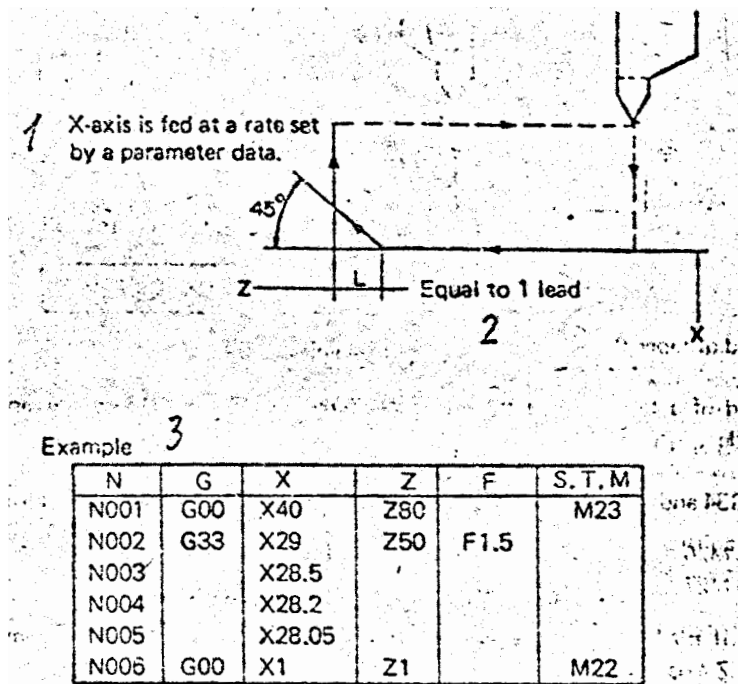 1 X-axis is fed at a rate set
by a parameter data.
45°
Z L Equal to 1 lead
2
X
Example 3
N G X Z F S.T.M
N001 G00 X40 Z80 M23
N002 G33 X29 Z50 F1.5
N003 X28.5
N004 X28.2
N005 X28.05
N006 G00 X1 Z1 M22